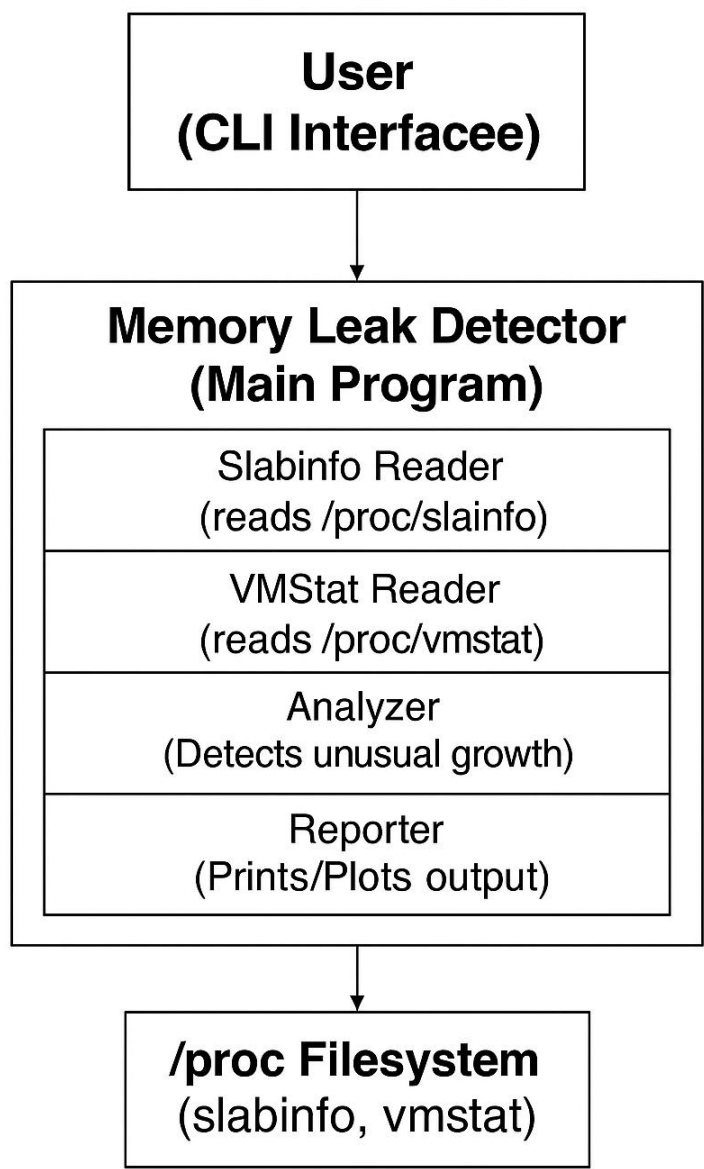 User
(CLI Interfacee)
Memory Leak Detector
(Main Program)
Slabinfo Reader
(reads /proc/slainfo)
VMStat Reader
(reads /proc/vmstat)
Analyzer
(Detects unusual growth)
Reporter
(Prints/Plots output)
/proc Filesystem
(slabinfo, vmstat)